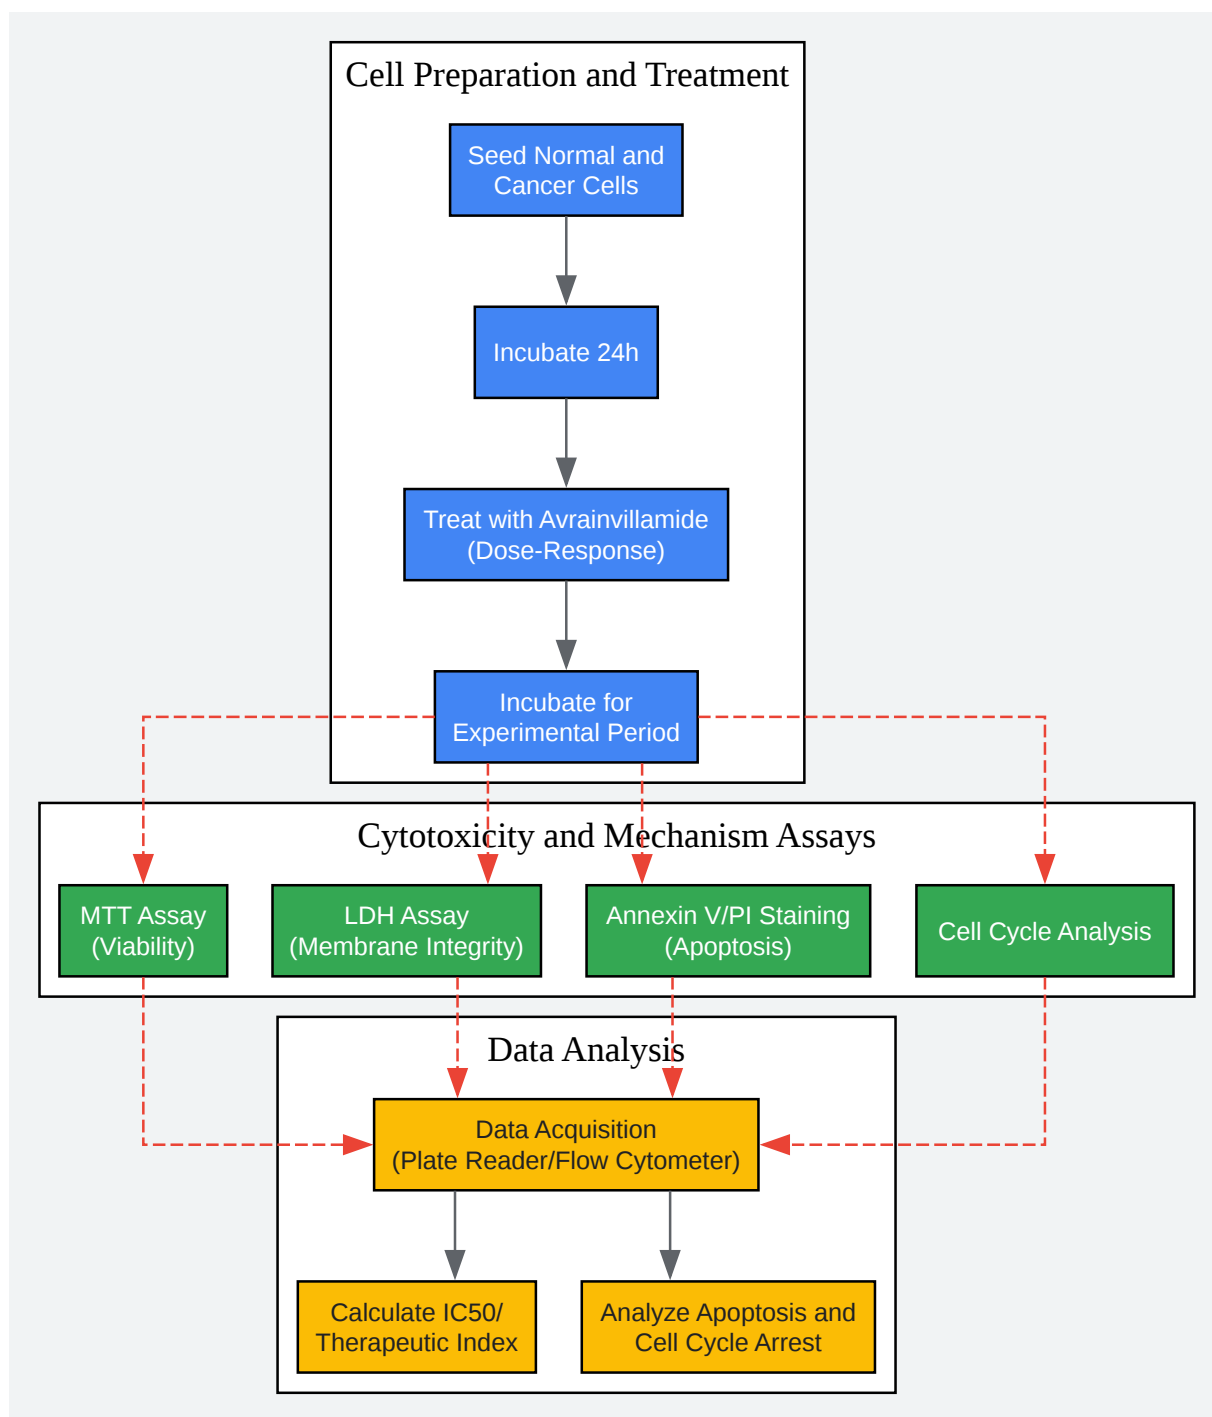 Cell Preparation and Treatment
Seed Normal and
Cancer Cells
Incubate 24h
Treat with Avrainvillamide
(Dose-Response)
Incubate for
Experimental Period
Cytotoxicity and Mechanism Assays
MTT Assay
(Viability)
LDH Assay
(Membrane Integrity)
Annexin V/PI Staining
(Apoptosis)
Cell Cycle Analysis
Data Analysis
Data Acquisition
(Plate Reader/Flow Cytometer)
Calculate IC50/
Therapeutic Index
Analyze Apoptosis and
Cell Cycle Arrest